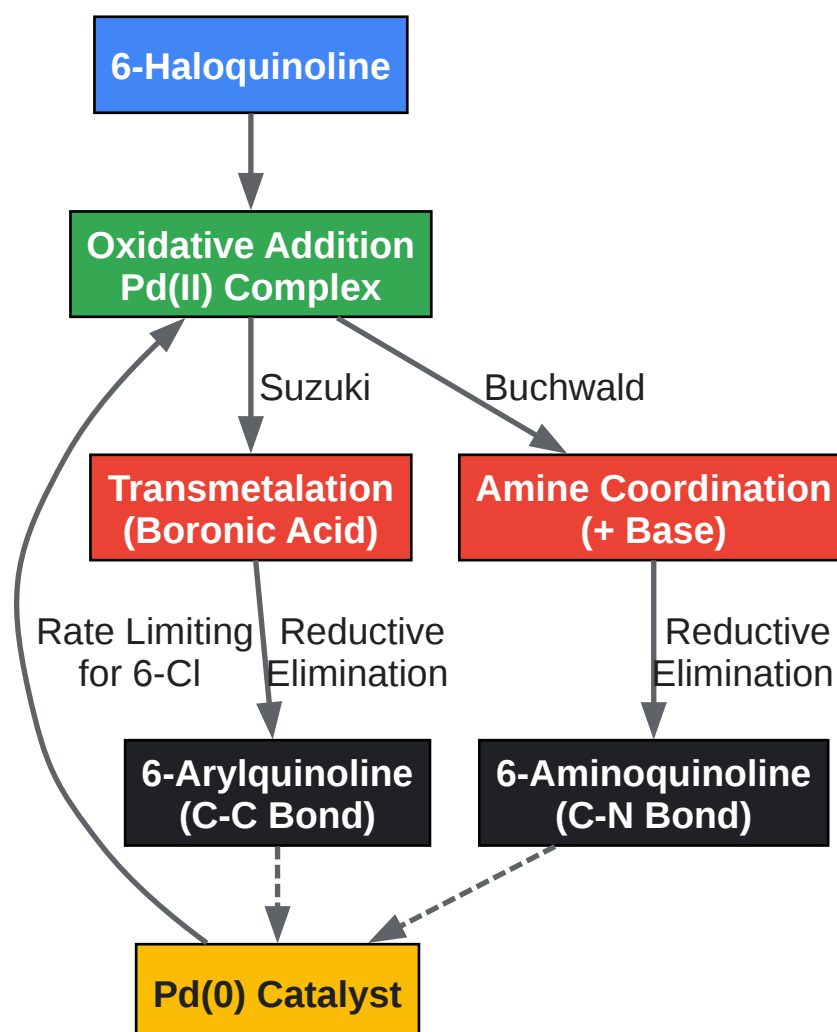 6-Haloquinoline
Oxidative Addition
Pd(II) Complex
Suzuki
Buchwald
Transmetalation
(Boronic Acid)
Amine Coordination
(+ Base)
Rate Limiting
for 6-Cl
Reductive
Elimination
Reductive
Elimination
6-Arylquinoline
(C-C Bond)
6-Aminoquinoline
(C-N Bond)
Pd(0) Catalyst